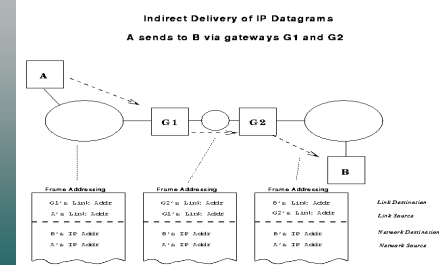 Indirect Delivery of IP Datagrams
A sends to B via gateways G1 and G2
A
G1
G2
B
Frame Addressing
G1's Link Addr
A's Link Addr
B's IP Addr
A's IP Addr
Frame Addressing
G2's Link Addr
G1's Link Addr
B's IP Addr
A's IP Addr
Frame Addressing
B's Link Addr
G2's Link Addr
B's IP Addr
A's IP Addr
Link Destination
Link Source
Network Destination
Network Source